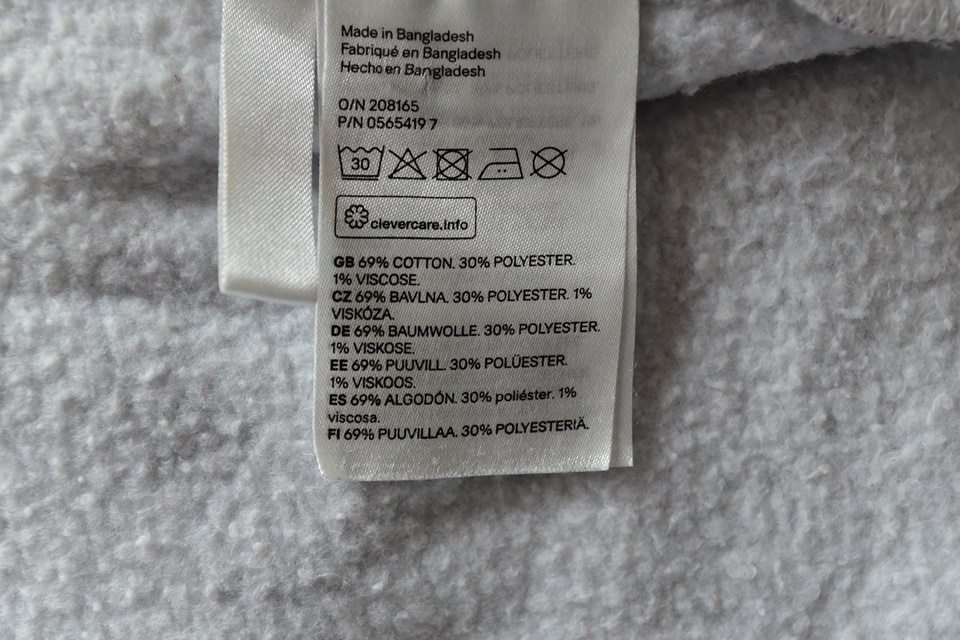 Made in Bangladesh
Fabriqué en Bangladesh
Hecho en Bangladesh
O/N 208165
P/N 0565419 7
30
clevercare.info
GB 69% COTTON. 30% POLYESTER.
1% VISCOSE.
CZ 69% BAVLNA. 30% POLYESTER. 1%
VISKÓZA.
DE 69% BAUMWOLLE. 30% POLYESTER.
1% VISKOSE.
EE 69% PUUVILL. 30% POLÜESTER.
1% VISKOOS.
ES 69% ALGODÓN. 30% poliéster. 1%
viscosa.
FI 69% PUUVILLAA. 30% POLYESTERIÄ.